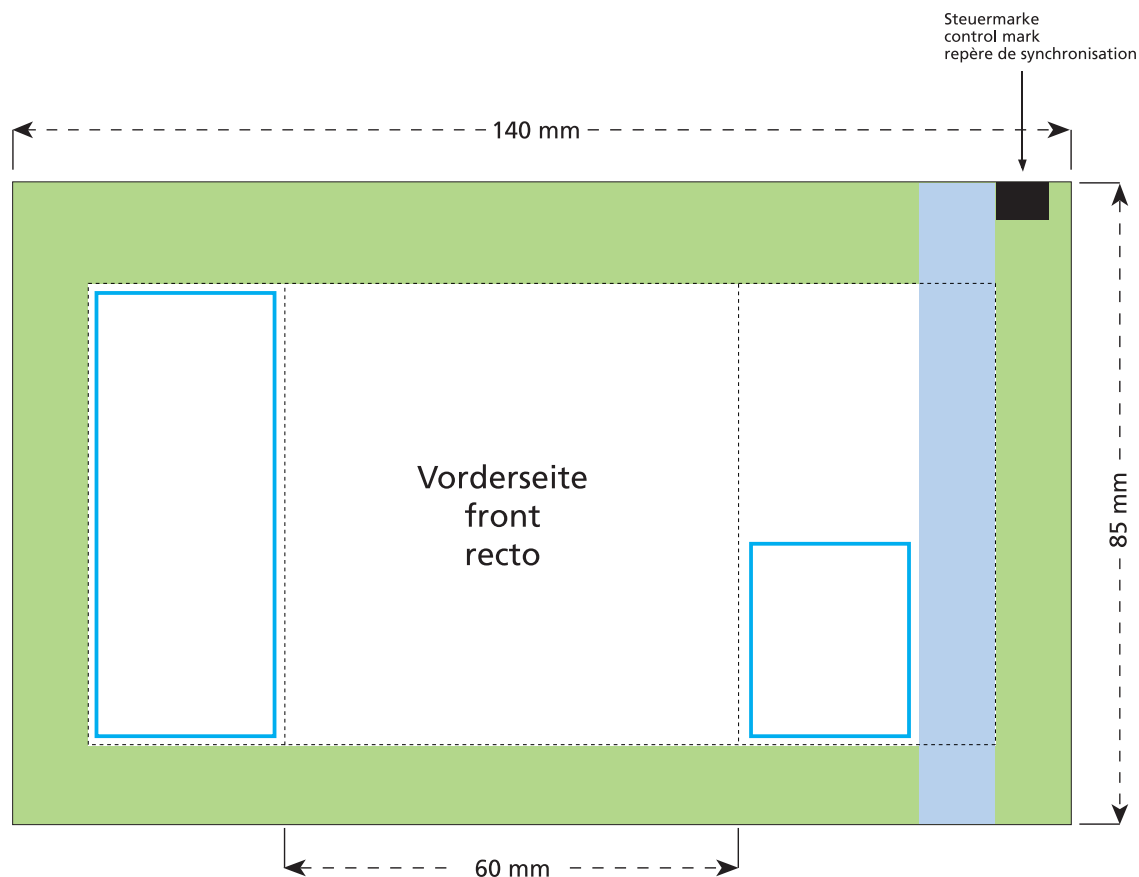 Steuermarke
control mark
repère de synchronisation
140 mm
Vorderseite
front
recto
85 mm
60 mm